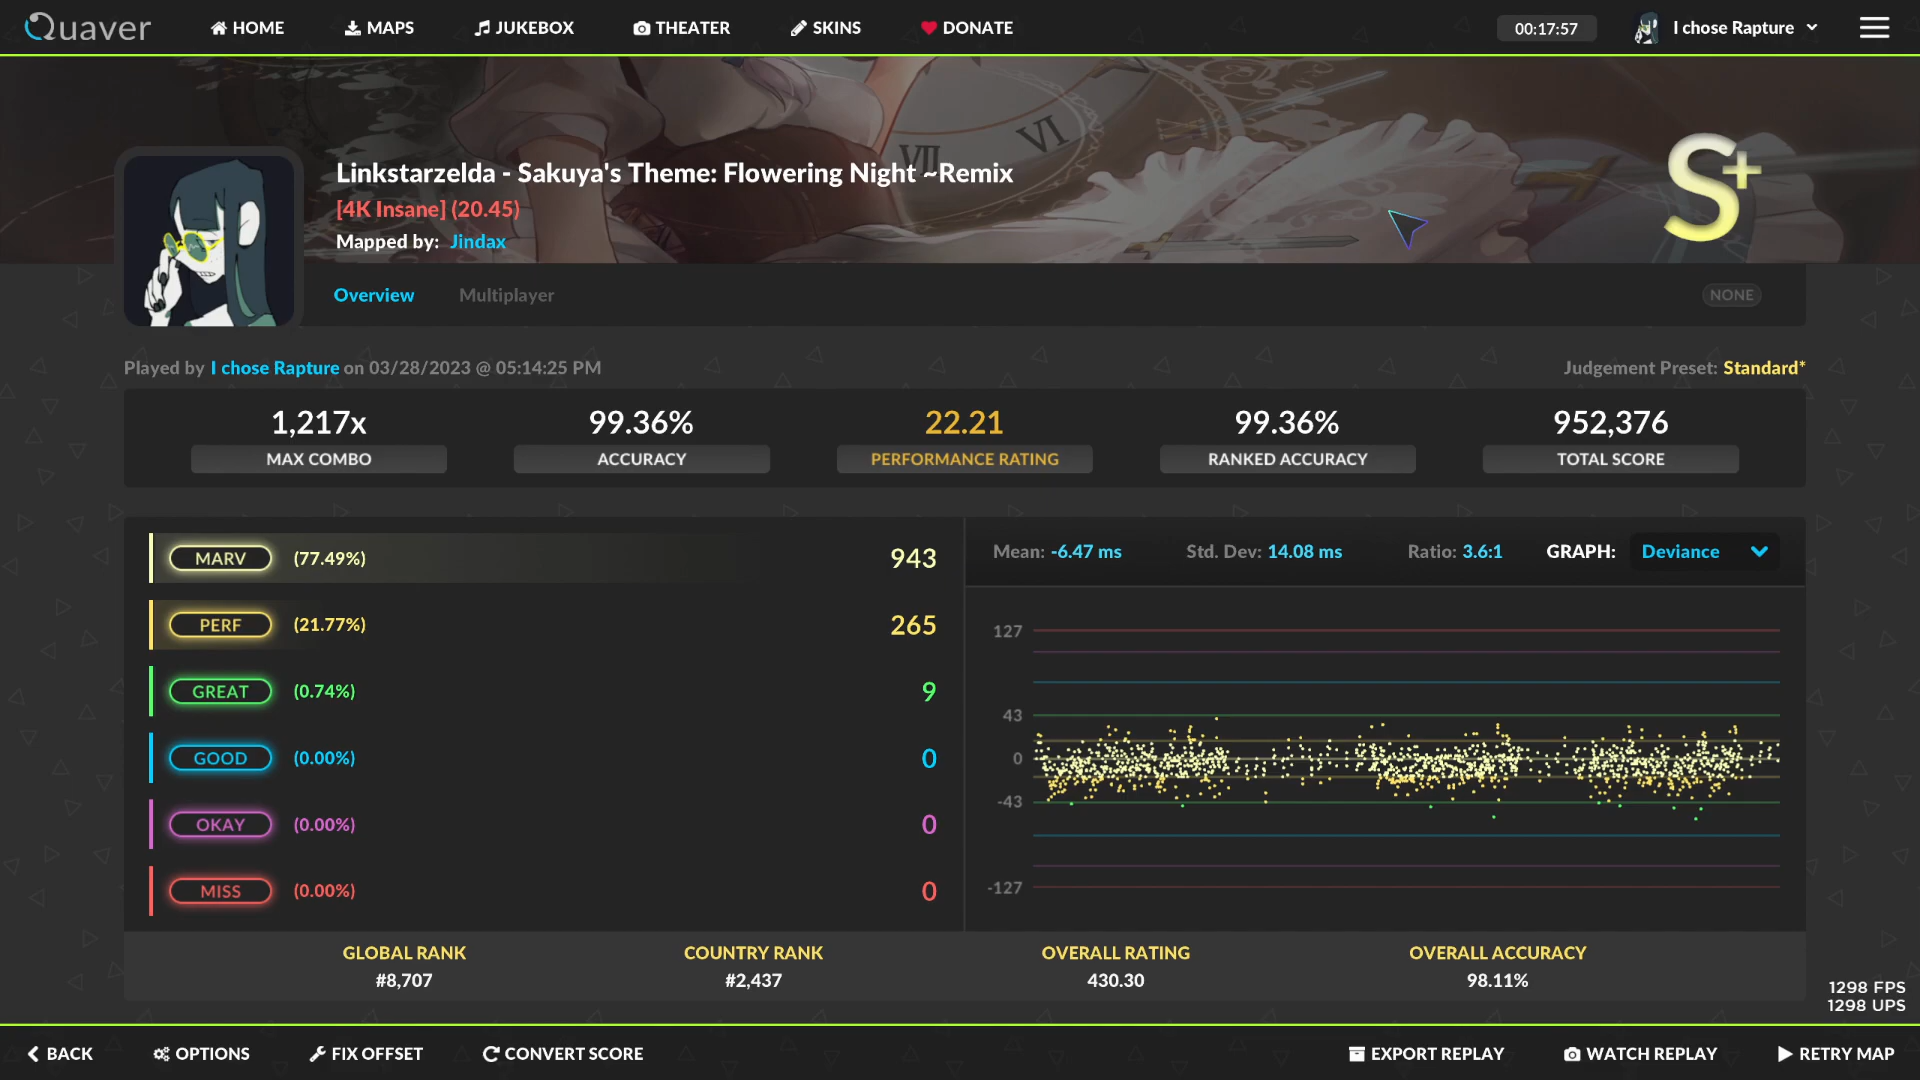 Quaver
HOME
MAPS
JUKEBOX
THEATER
SKINS
DONATE
00:17:57
I chose Rapture
VII
VI
Linkstarzelda - Sakuya's Theme: Flowering Night ~Remix
[4K Insane] (20.45)
Mapped by: Jindax
S+
Overview
Multiplayer
NONE
Played by I chose Rapture on 03/28/2023 @ 05:14:25 PM
Judgement Preset: Standard*
1,217x
99.36%
22.21
99.36%
952,376
MAX COMBO
ACCURACY
PERFORMANCE RATING
RANKED ACCURACY
TOTAL SCORE
MARV (77.49%) 943
PERF (21.77%) 265
GREAT (0.74%) 9
GOOD (0.00%) 0
OKAY (0.00%) 0
MISS (0.00%) 0
Mean: -6.47 ms
Std. Dev: 14.08 ms
Ratio: 3.6:1
GRAPH: Deviance
127
43
0
-43
-127
GLOBAL RANK
COUNTRY RANK
OVERALL RATING
OVERALL ACCURACY
#8,707
#2,437
430.30
98.11%
1298 FPS
1298 UPS
BACK
OPTIONS
FIX OFFSET
CONVERT SCORE
EXPORT REPLAY
WATCH REPLAY
RETRY MAP